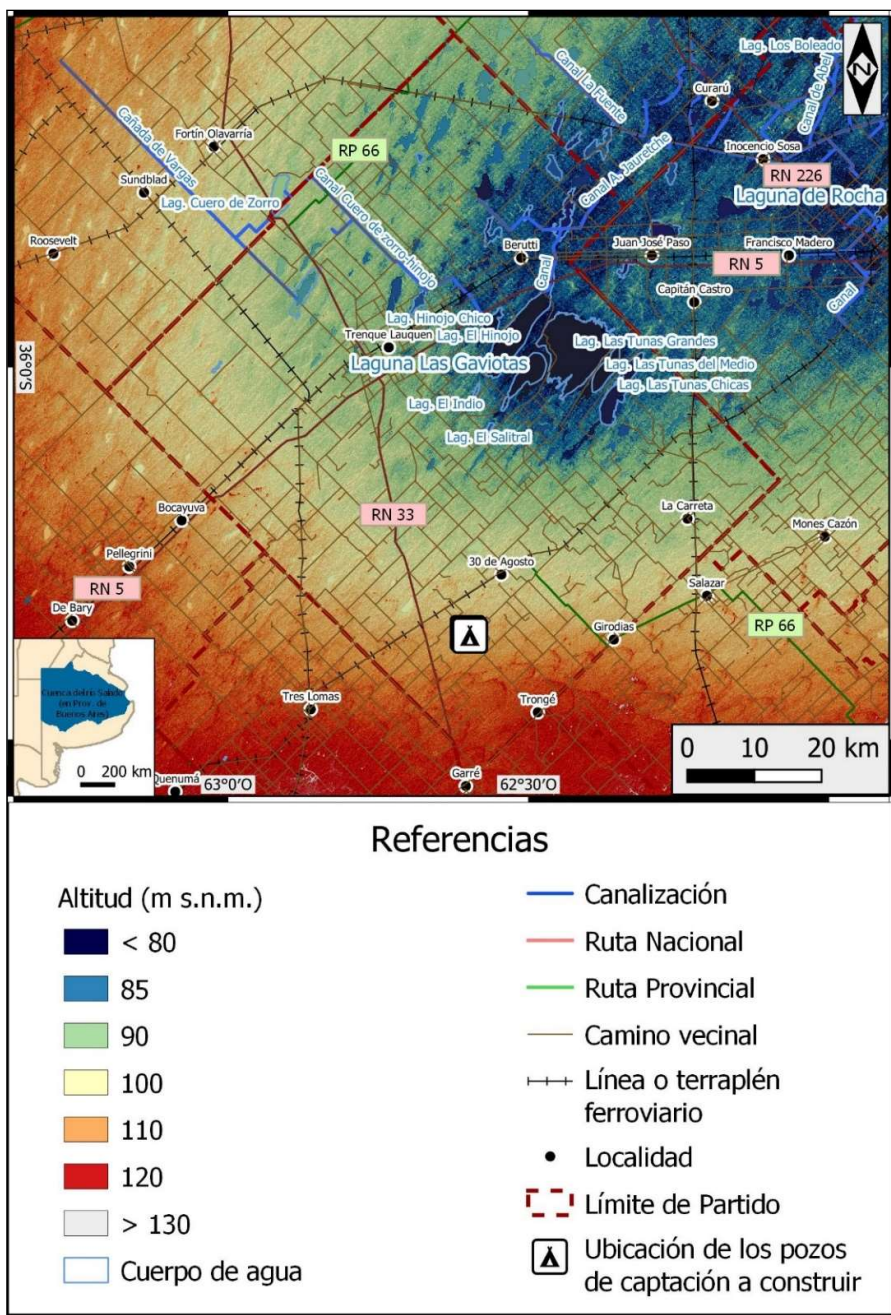 Lag. Los Boleado
Canal La Fuente
Canal de Abel
Curarú
N
Cañada de Vargas
Fortín Olavarría
RP 66
Canal A. Jauretche
Inocencio Sosa
RN 226
Sundblad
Canal Cuero de zorro-hinojo
Lag. Cuero de Zorro
Laguna de Rocha
Roosevelt
Berutti
Juan José Paso
Francisco Madero
RN 5
Canal
Canal
Capitán Castro
Lag. Hinojo Chico
36°0'S
Trenque Lauquen
Lag. El Hinojo
Lag. Las Tunas Grandes
Laguna Las Gaviotas
Lag. Las Tunas del Medio
Lag. Las Tunas Chicas
Lag. El Indio
Lag. El Salitral
Bocayuva
RN 33
La Carreta
Mones Cazón
Pellegrini
30 de Agosto
RN 5
Salazar
De Bary
Girodias
RP 66
Cuenca del río Salado
(en Prov. de
Buenos Aires)
Tres Lomas
Trongé
0 10 20 km
0 200 km
Quenumá
63°0'O
Garré
62°30'O
Referencias
Altitud (m s.n.m.)
< 80
85
90
100
110
120
> 130
Cuerpo de agua
Canalización
Ruta Nacional
Ruta Provincial
Camino vecinal
Línea o terraplén
ferroviario
Localidad
Límite de Partido
Ubicación de los pozos
de captación a construir